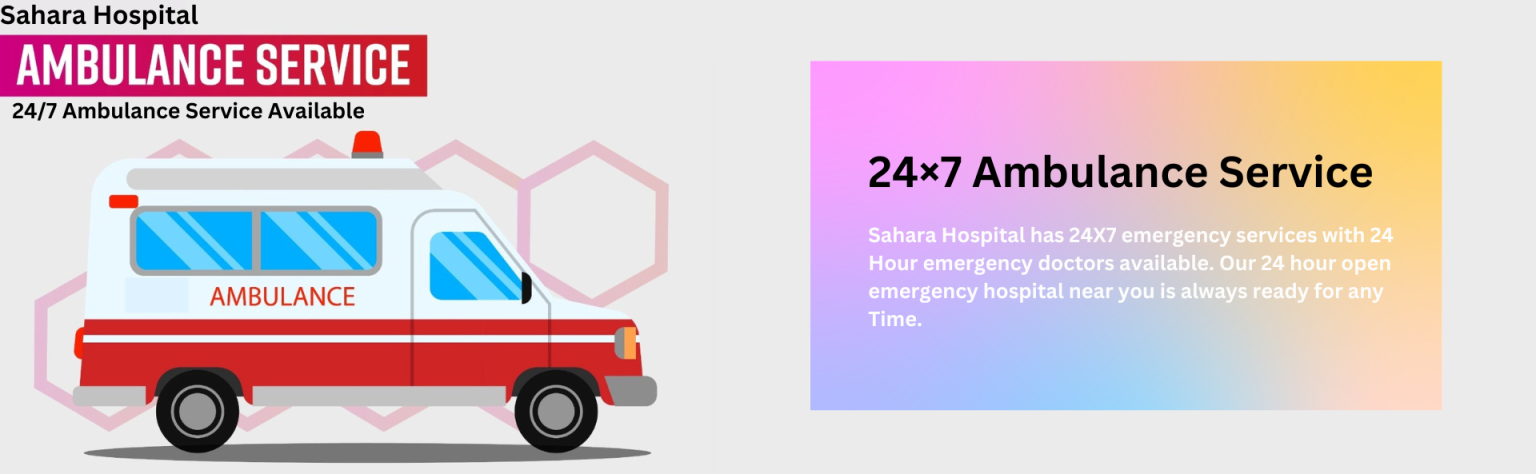 Sahara Hospital
AMBULANCE SERVICE
24/7 Ambulance Service Available
AMBULANCE
24×7 Ambulance Service
Sahara Hospital has 24X7 emergency services with 24
Hour emergency doctors available. Our 24 hour open
emergency hospital near you is always ready for any
Time.